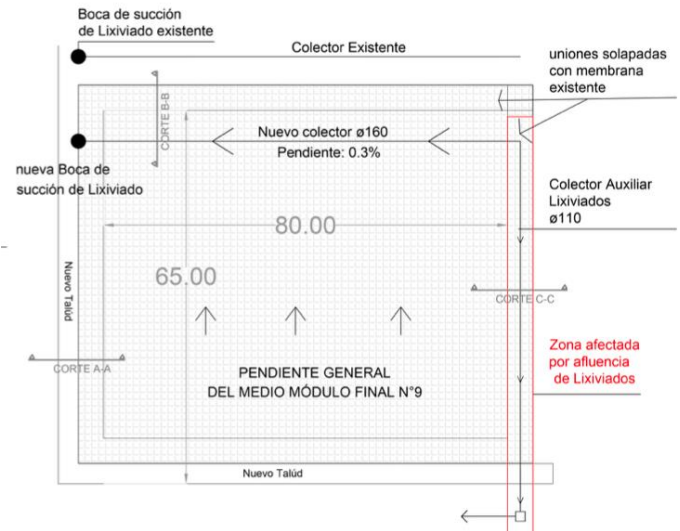 Boca de succión
de Lixiviado existente
Colector Existente
uniones solapadas
con membrana
existente
CORTE B-B
Nuevo colector ø160
Pendiente: 0.3%
nueva Boca de
succión de Lixiviado
Colector Auxiliar
Lixiviados
ø110
80.00
65.00
Nuevo Talúd
CORTE C-C
Zona afectada
por afluencia
de Lixiviados
CORTE A-A
PENDIENTE GENERAL
DEL MEDIO MÓDULO FINAL N°9
Nuevo Talúd